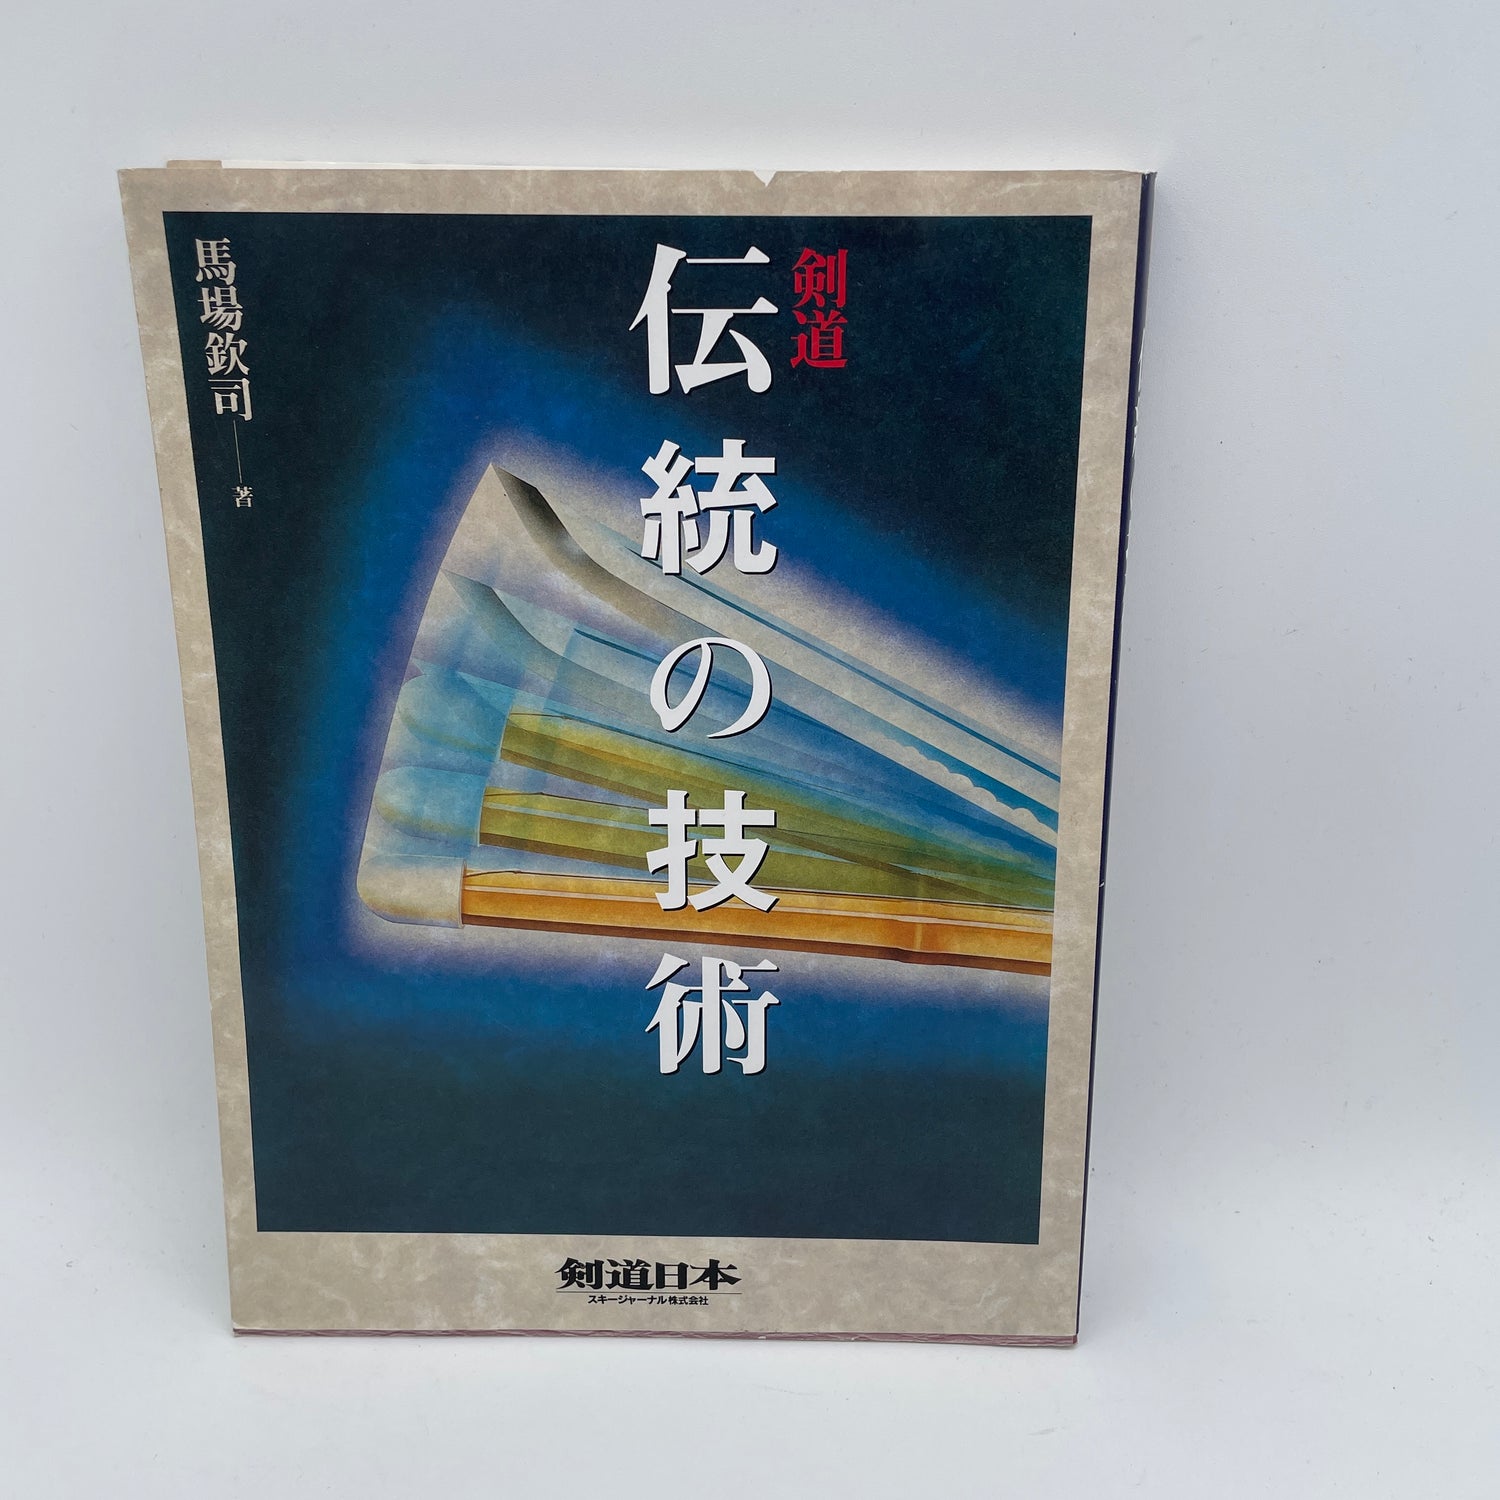 剣道
伝統の技術
馬場欽司
著
剣道日本
スキージャーナル株式会社